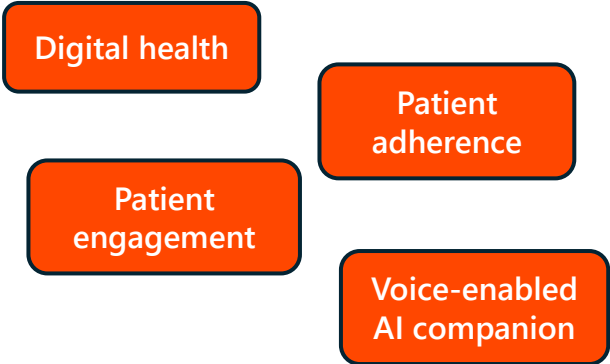 Digital health
Patient
adherence
Patient
engagement
Voice-enabled
AI companion